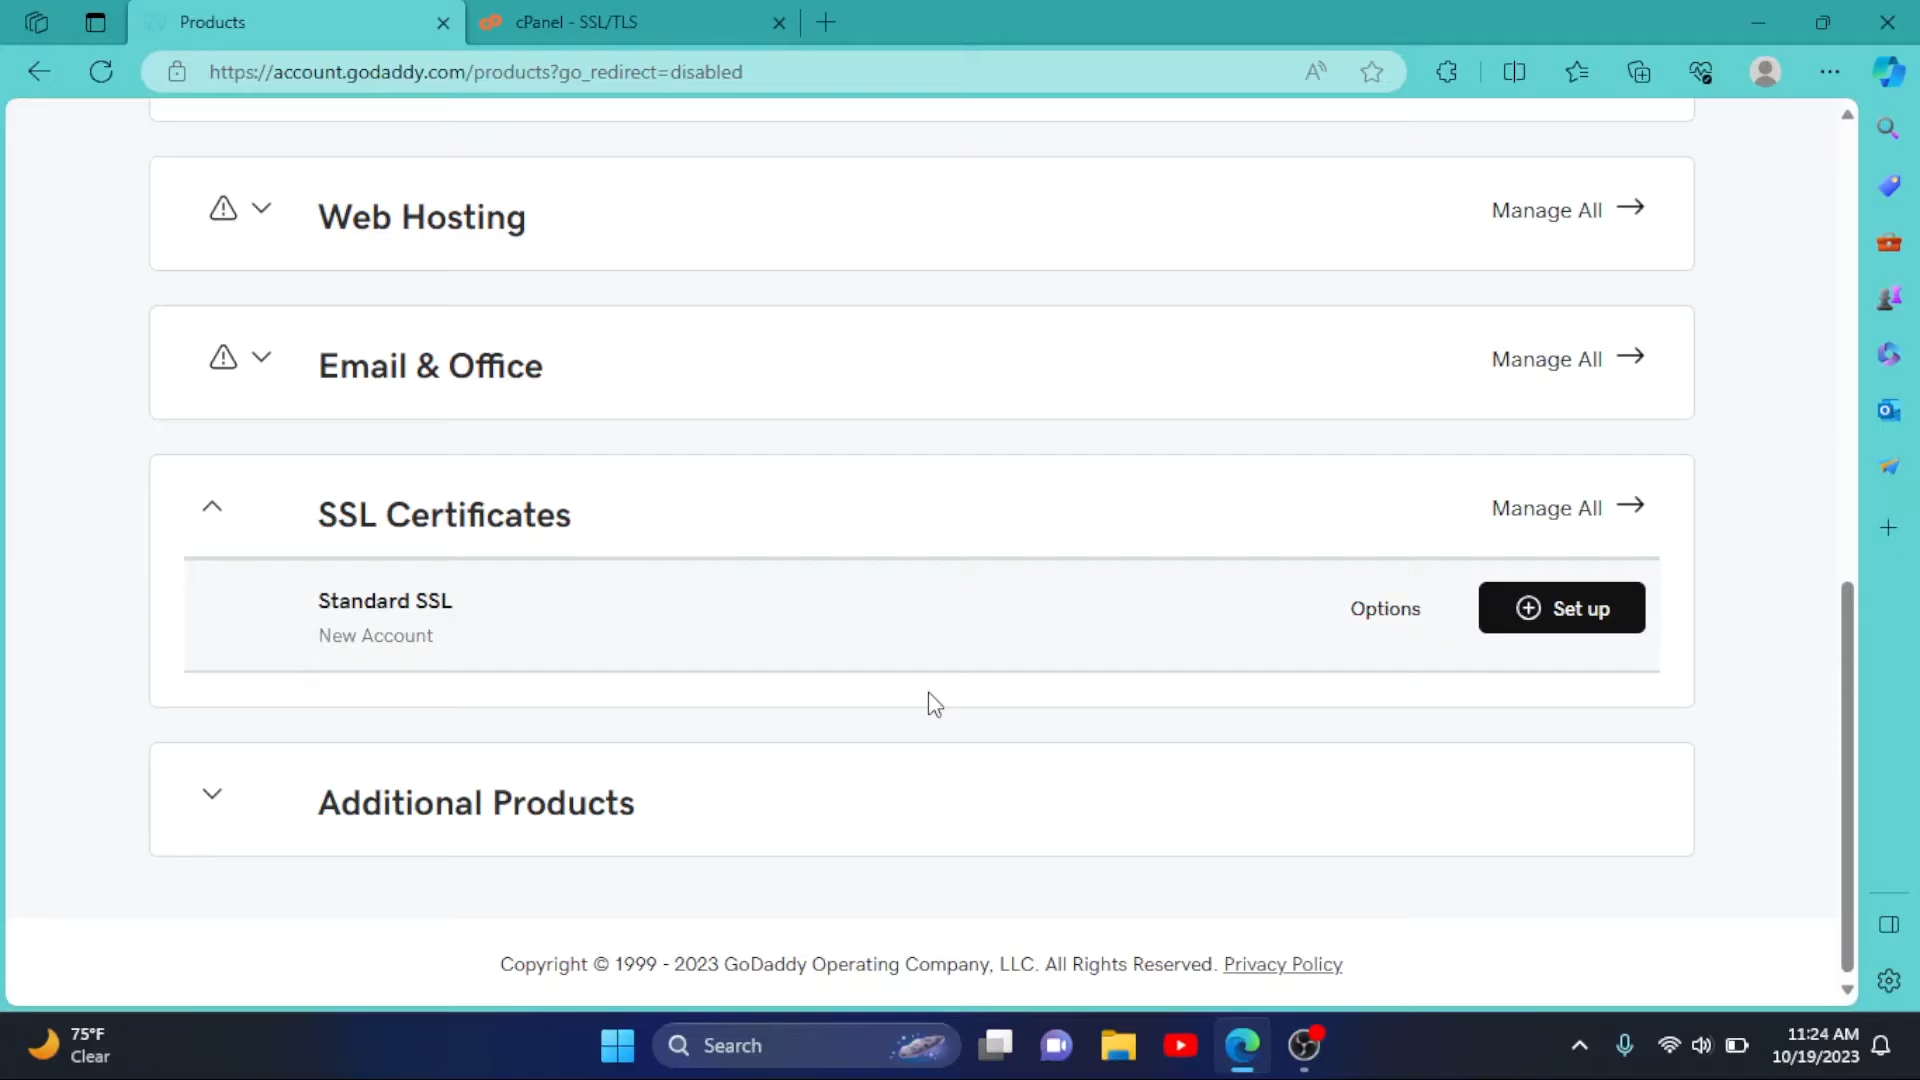 Products
cPanel - SSL/TLS
https://account.godaddy.com/products?go_redirect=disabled
Web Hosting
Manage All
Email & Office
Manage All
SSL Certificates
Manage All
Standard SSL
New Account
Options
Set up
Additional Products
Copyright © 1999 - 2023 GoDaddy Operating Company, LLC. All Rights Reserved. Privacy Policy
75°F
Clear
Search
11:24 AM
10/19/2023